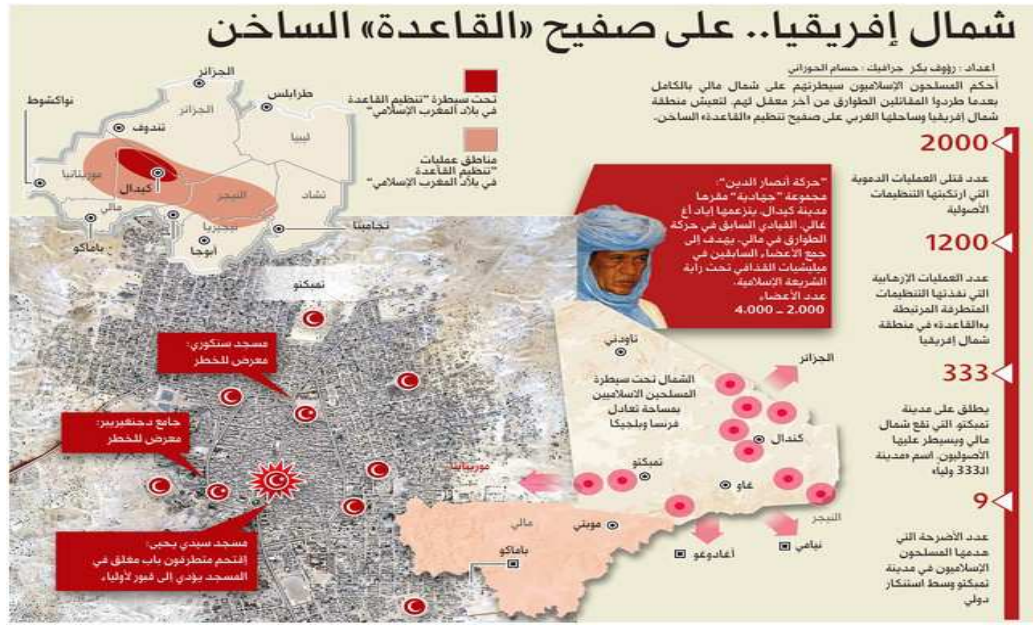 شمال إفريقيا.. على صفيح «القاعدة» الساخن
اعداد : رؤوف بكر جرافيك : حسام الحوراني
أحكم المسلحون الإسلاميون سيطرتهم على شمال مالي بالكامل
بعدما طردوا المقاتلين الطوارق من آخر معقل لهم، لتعيش منطقة
شمال إفريقيا وساحلها الغربي على صفيح تنظيم «القاعدة» الساخن.
2000
عدد قتلى العمليات الدموية
التي ارتكبتها التنظيمات
الأصولية
1200
عدد العمليات الإرهابية
التي نفذتها التنظيمات
المتطرفة المرتبطة
بـ«القاعدة» في منطقة
شمال إفريقيا
333
يطلق على مدينة
تمبكتو التي تقع شمال
مالي ويسيطر عليها
الأصوليون، اسم «مدينة
الـ333 ولياً»
9
عدد الأضرحة التي
هدمها المسلحون
الإسلاميون في مدينة
تمبكتو وسط استنكار
دولي
تحت سيطرة "تنظيم القاعدة
في بلاد المغرب الإسلامي"
مناطق عمليات
"تنظيم القاعدة
في بلاد المغرب الإسلامي"
الجزائر
طرابلس
نواكشوط
الجزائر
ليبيا
تندوف
موريتانيا
كيدال
النيجر
تشاد
مالي
نيجيريا
نجامينا
باماكو
أبوجا
"حركة أنصار الدين":
مجموعة "جهادية" مقرها
مدينة كيدال، يتزعمها إياد أغ
غالي، القيادي السابق في حركة
الطوارق في مالي، يهدف إلى
جمع الأعضاء السابقين في
ميليشيات القذافي تحت راية
الشريعة الإسلامية.
عدد الأعضاء
2.000 - 4.000
تمبكتو
مسجد سنكوري:
معرض للخطر
جامع دجنغيريبر:
معرض للخطر
مسجد سيدي يحيى:
إقتحم متطرفون باب مغلق في
المسجد يؤدي إلى قبور لأولياء
تاودني
الجزائر
الشمال تحت سيطرة
المسلحين الاسلاميين
بمساحة تعادل
فرنسا وبلجيكا
كندال
موريتانيا
تمبكتو
غاو
النيجر
مالي
موبتي
نيامي
أغادوغو
باماكو